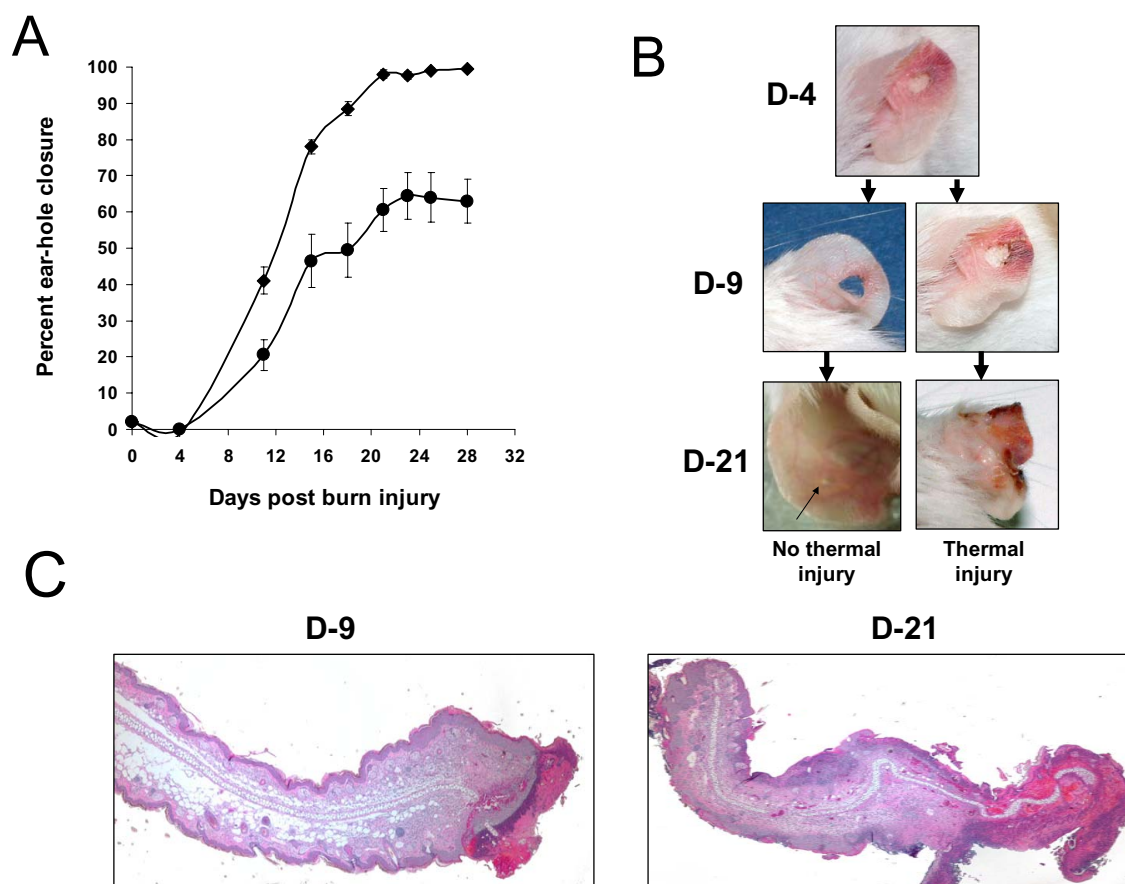 A
100
90
80
70
60
50
40
30
20
10
0
0 4 8 12 16 20 24 28 32
Percent ear-hole closure
Days post burn injury
B
D-4
D-9
D-21
No thermal
injury
Thermal
injury
C
D-9
D-21